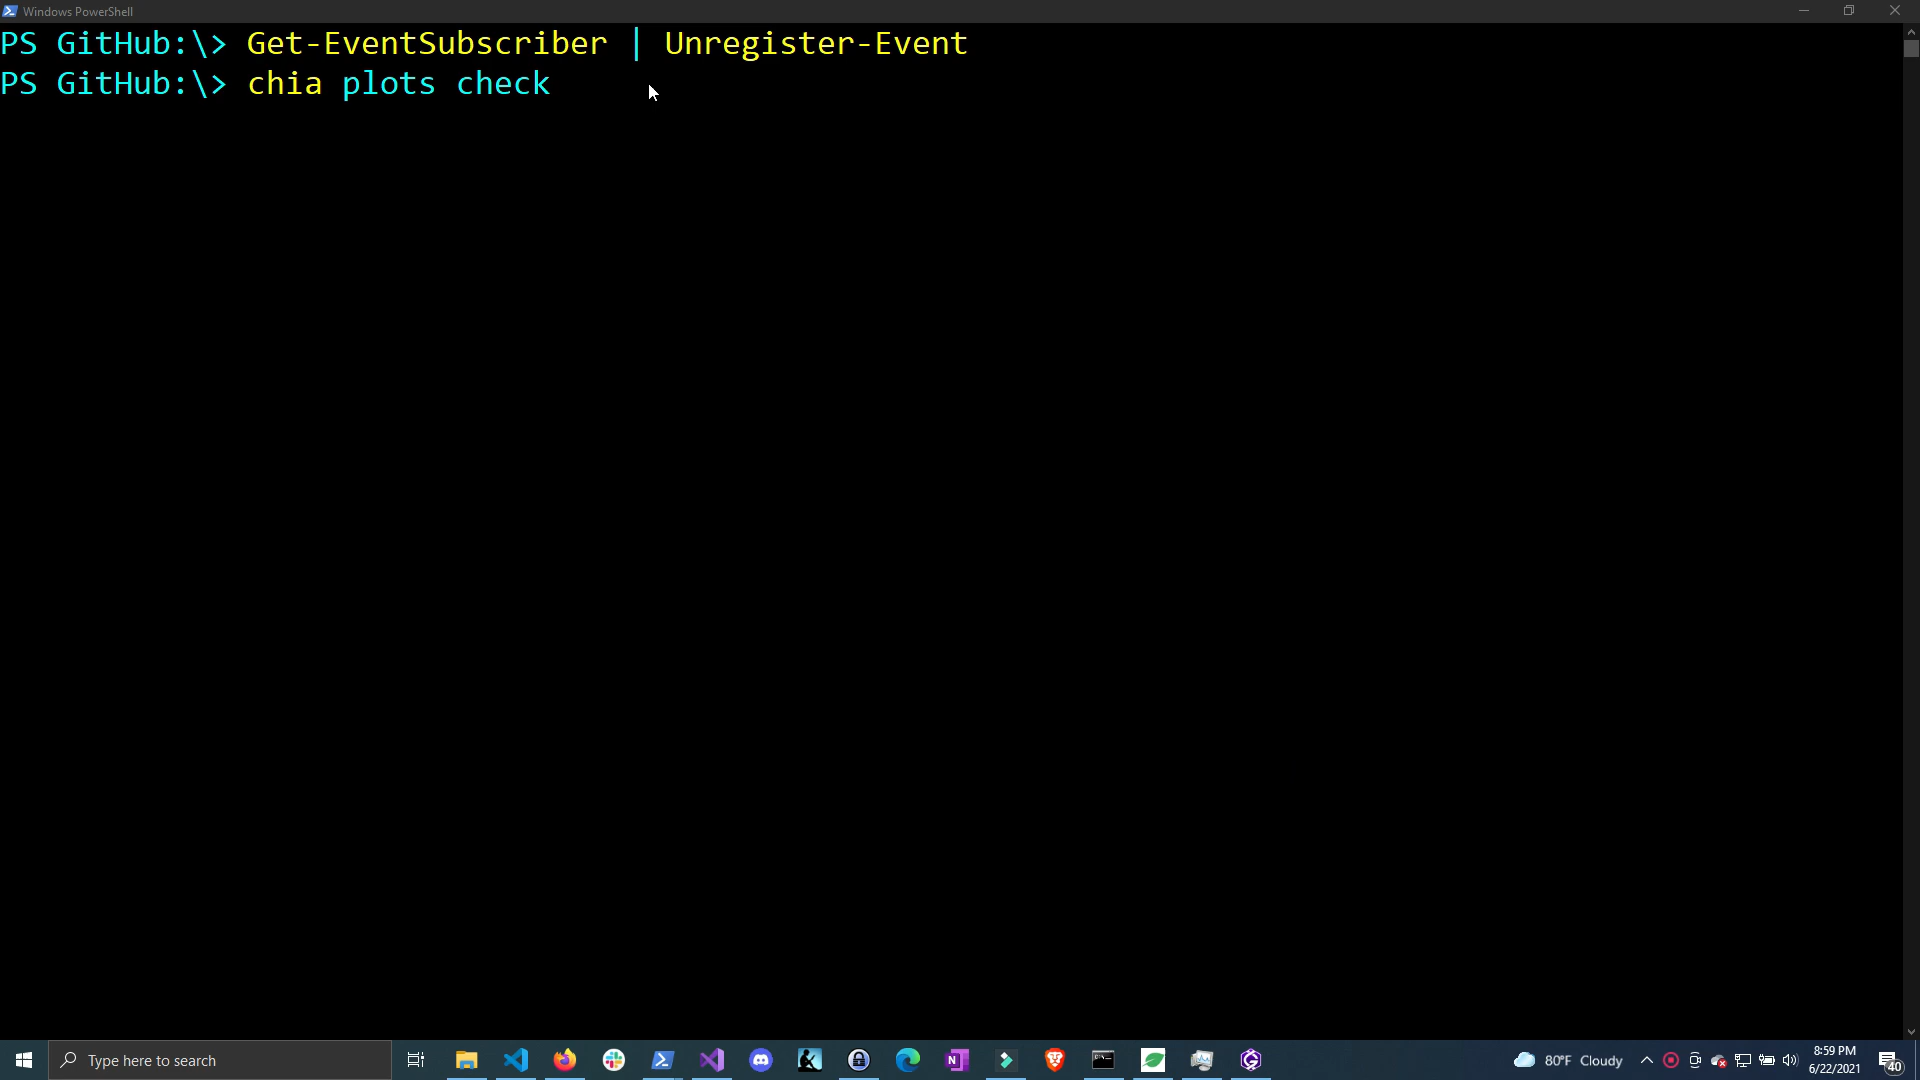 Windows PowerShell
PS GitHub:\> Get-EventSubscriber | Unregister-Event
PS GitHub:\> chia plots check
Type here to search
80°F Cloudy
8:59 PM
6/22/2021
40